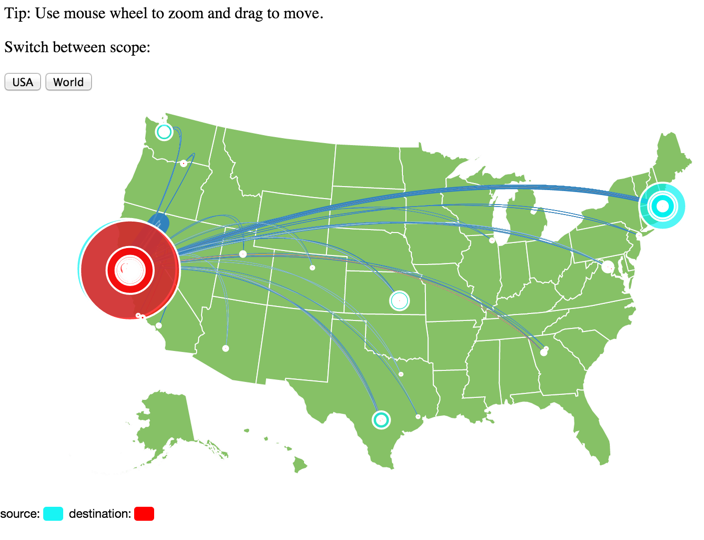 Tip: Use mouse wheel to zoom and drag to move.
Switch between scope:
USA World
source: destination: